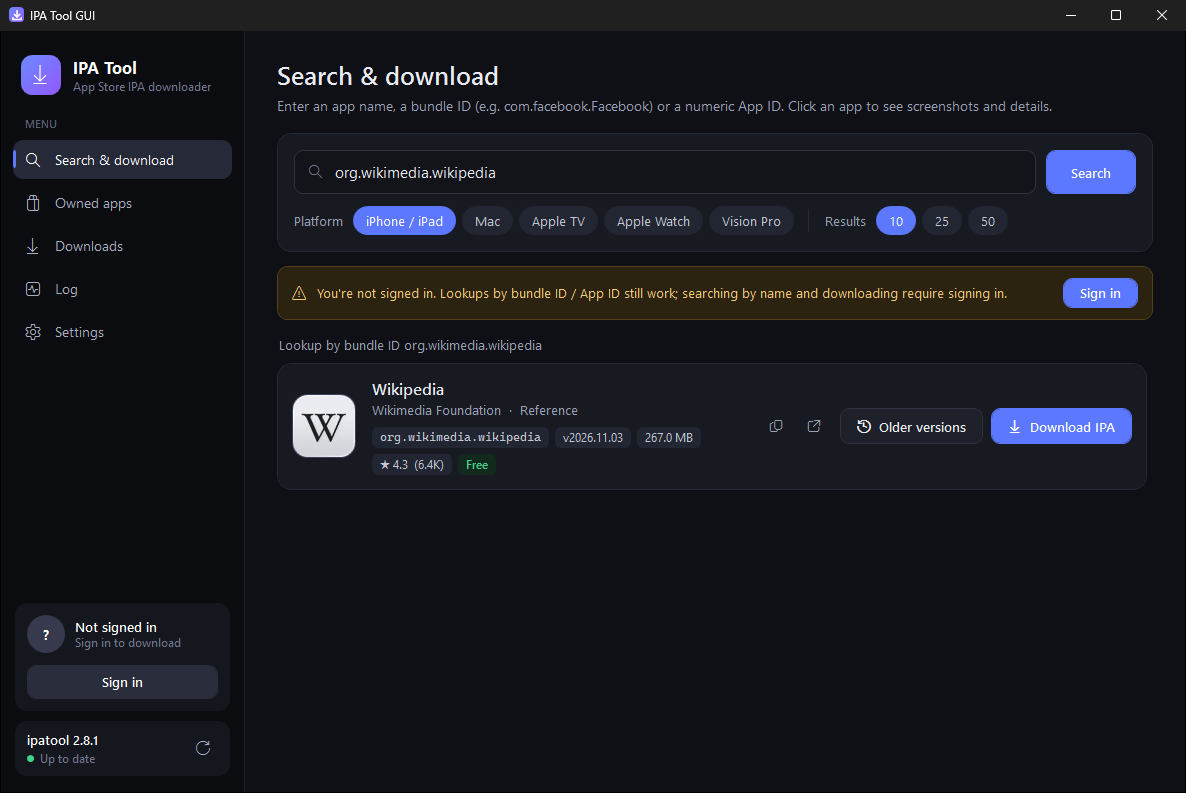 IPA Tool GUI
IPA Tool
App Store IPA downloader
MENU
Search & download
Owned apps
Downloads
Log
Settings
Not signed in
Sign in to download
?
Sign in
ipatool 2.8.1
Up to date
Search & download
Enter an app name, a bundle ID (e.g. com.facebook.Facebook) or a numeric App ID. Click an app to see screenshots and details.
org.wikimedia.wikipedia
Search
Platform iPhone / iPad Mac Apple TV Apple Watch Vision Pro Results 10 25 50
You're not signed in. Lookups by bundle ID / App ID still work; searching by name and downloading require signing in.
Sign in
Lookup by bundle ID org.wikimedia.wikipedia
W
Wikipedia
Wikimedia Foundation · Reference
org.wikimedia.wikipedia v2026.11.03 267.0 MB
★ 4.3 (6.4K) Free
Older versions
Download IPA